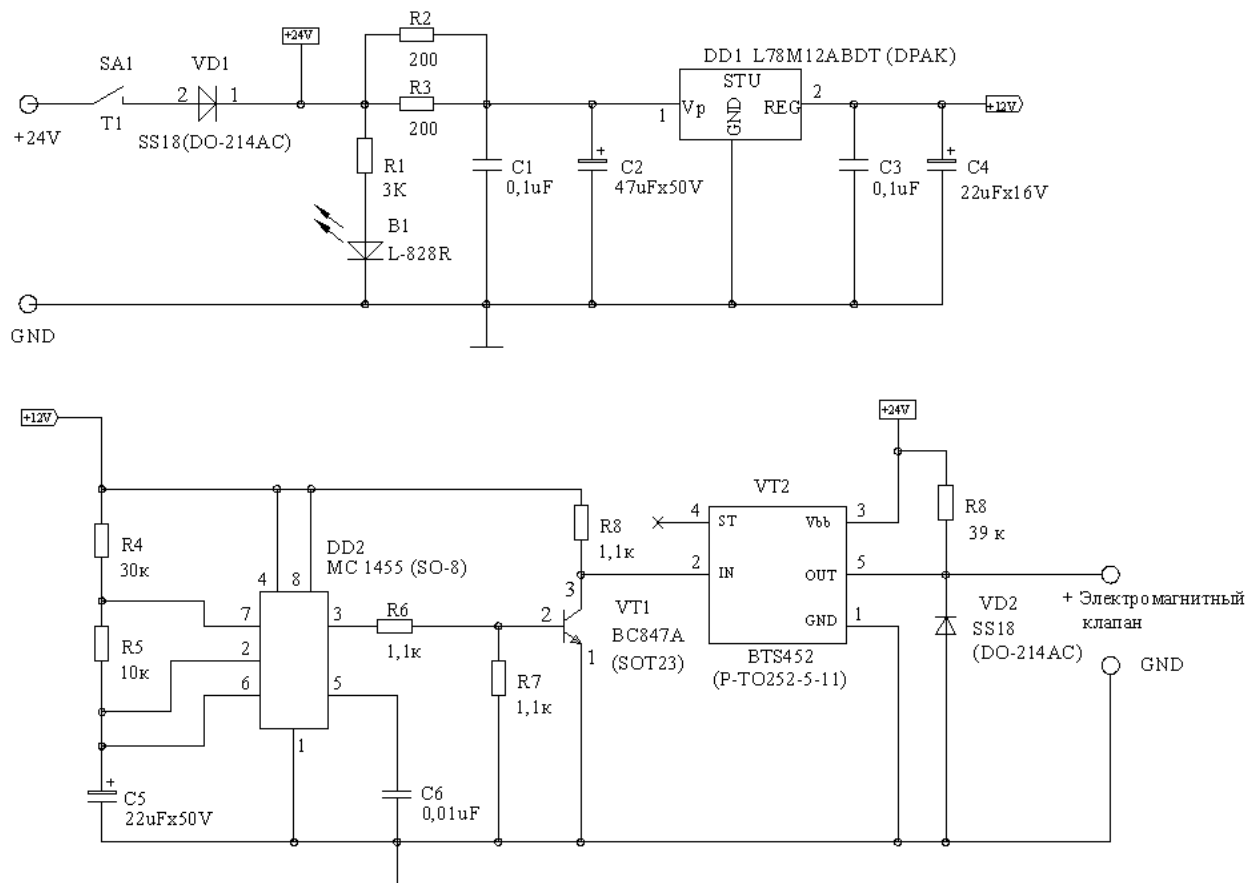 +24V
SA1
T1
VD1
2
1
SS18(DO-214AC)
+24V
R2
200
R3
200
R1
3K
B1
L-828R
C1
0,1uF
C2
47uFx50V
DD1 L78M12ABDT (DPAK)
STU
Vp
GND
REG
1
2
C3
0,1uF
C4
22uFx16V
+12V
GND
+12V
R4
30к
R5
10к
C5
22uFx50V
DD2
MC 1455 (SO-8)
4
8
7
2
6
3
5
1
R6
1,1к
R7
1,1к
C6
0,01uF
R8
1,1к
3
2
1
VT1
BC847A
(SOT23)
VT2
4
ST
Vbb
3
2
IN
OUT
5
GND
1
BTS452
(P-TO252-5-11)
+24V
R8
39 к
VD2
SS18
(DO-214AC)
+ Электромагнитный
клапан
GND